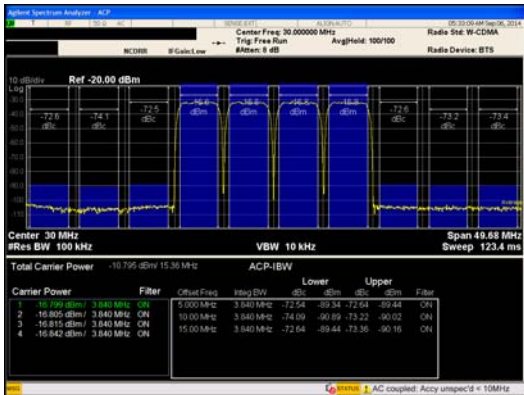 Agilent Spectrum Analyzer - ACP
T RF 50 Ω AC SENSE:EXT ALIGN AUTO 05:33:09 AM Sep 06, 2014
Center Freq: 30.000000 MHz Radio Std: W-CDMA
Trig: Free Run Avg|Hold: 100/100
NCORR IFGain:Low #Atten: 8 dB Radio Device: BTS
10 dB/div Ref -20.00 dBm
Log
-72.6 dBc -74.1 dBc -72.5 dBc dBm dBm dBm dBm -72.6 dBc -73.2 dBc -73.4 dBc
Center 30 MHz Span 49.68 MHz
#Res BW 100 kHz VBW 10 kHz Sweep 123.4 ms
Total Carrier Power -10.795 dBm/ 15.36 MHz ACP-IBW
Lower Upper
Carrier Power Filter Offset Freq Integ BW dBc dBm dBc dBm Filter
1 -16.799 dBm / 3.840 MHz ON 5.000 MHz 3.840 MHz -72.54 -89.34 -72.64 -89.44 ON
2 -16.805 dBm / 3.840 MHz ON 10.00 MHz 3.840 MHz -74.09 -90.89 -73.22 -90.02 ON
3 -16.815 dBm / 3.840 MHz ON 15.00 MHz 3.840 MHz -72.64 -89.44 -73.36 -90.16 ON
4 -16.842 dBm / 3.840 MHz ON
MSG STATUS AC coupled: Accy unspec'd < 10MHz